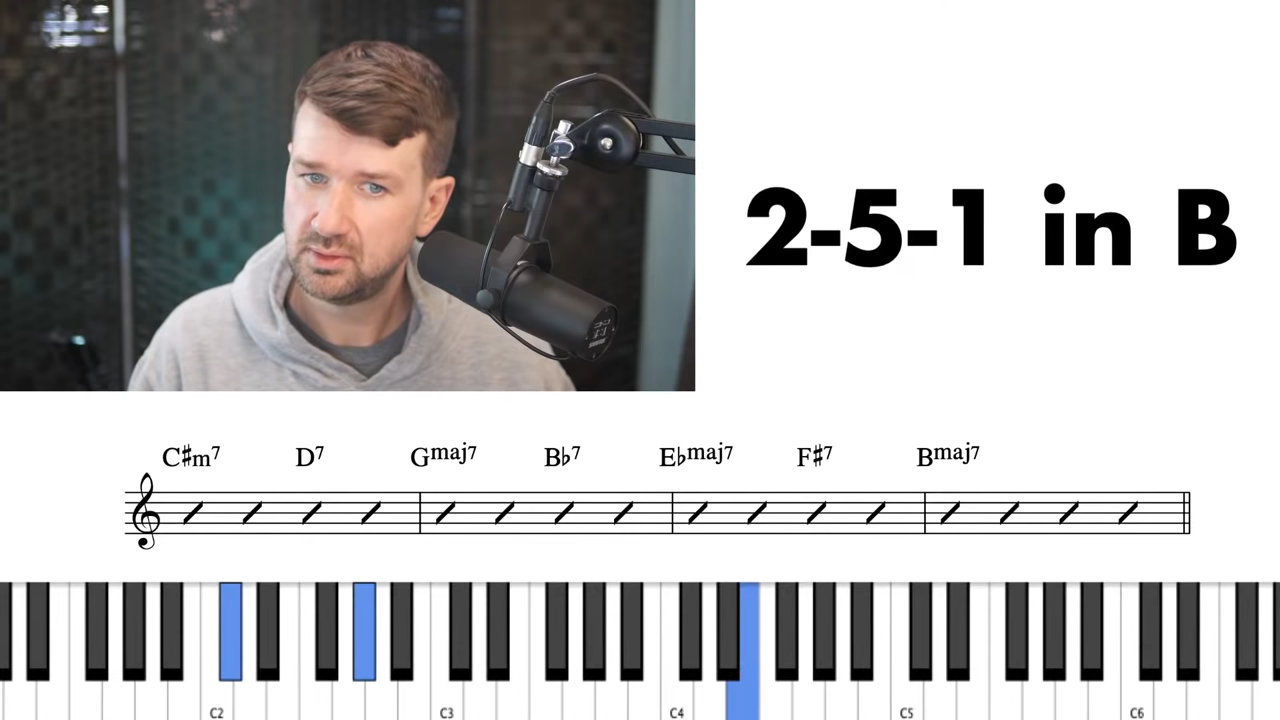 2-5-1 in B
C♯m7 D7 Gmaj7 B♭7 E♭maj7 F♯7 Bmaj7
C2 C3 C4 C5 C6